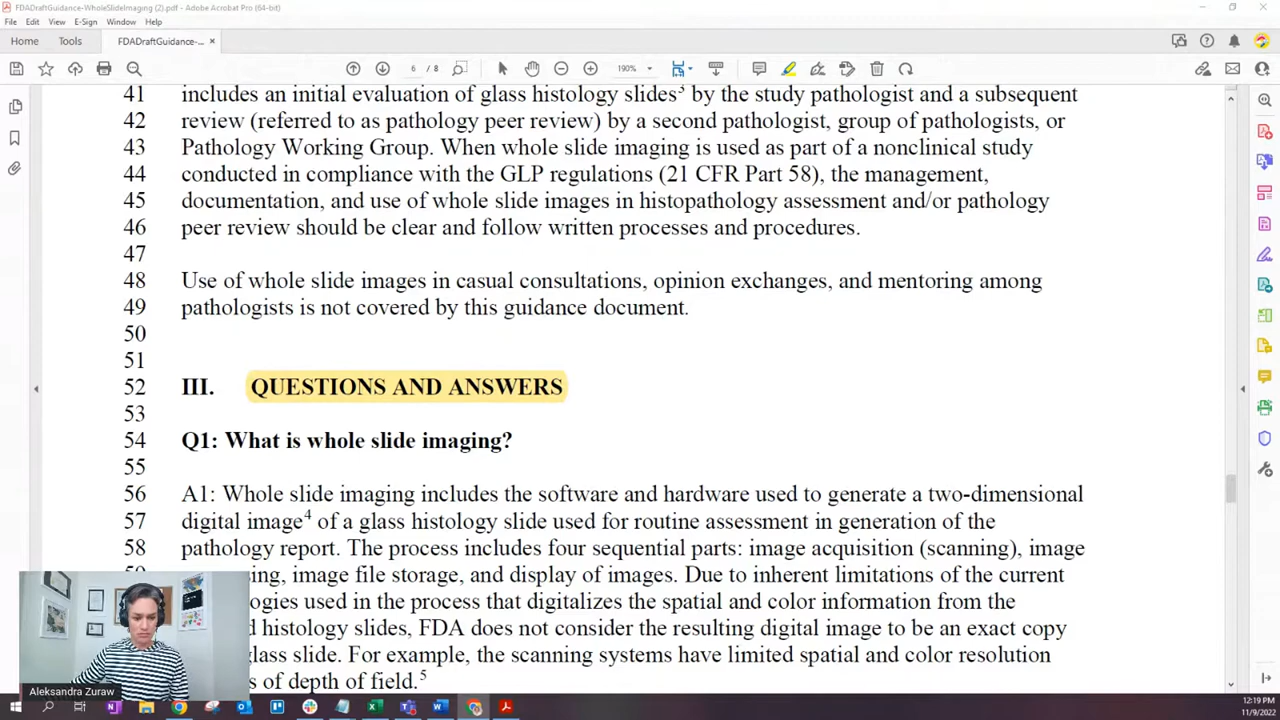 FDADraftGuidance-WholeSlideImaging (2).pdf - Adobe Acrobat Pro (64-bit)
File Edit View E-Sign Window Help
Home Tools FDADraftGuidance-... ×
6 / 8 190%
41 includes an initial evaluation of glass histology slides3 by the study pathologist and a subsequent
42 review (referred to as pathology peer review) by a second pathologist, group of pathologists, or
43 Pathology Working Group. When whole slide imaging is used as part of a nonclinical study
44 conducted in compliance with the GLP regulations (21 CFR Part 58), the management,
45 documentation, and use of whole slide images in histopathology assessment and/or pathology
46 peer review should be clear and follow written processes and procedures.
47
48 Use of whole slide images in casual consultations, opinion exchanges, and mentoring among
49 pathologists is not covered by this guidance document.
50
51
52 III. QUESTIONS AND ANSWERS
53
54 Q1: What is whole slide imaging?
55
56 A1: Whole slide imaging includes the software and hardware used to generate a two-dimensional
57 digital image4 of a glass histology slide used for routine assessment in generation of the
58 pathology report. The process includes four sequential parts: image acquisition (scanning), image
sing, image file storage, and display of images. Due to inherent limitations of the current
ogies used in the process that digitalizes the spatial and color information from the
d histology slides, FDA does not consider the resulting digital image to be an exact copy
glass slide. For example, the scanning systems have limited spatial and color resolution
s of depth of field.5
Aleksandra Zuraw
12:19 PM
11/9/2022